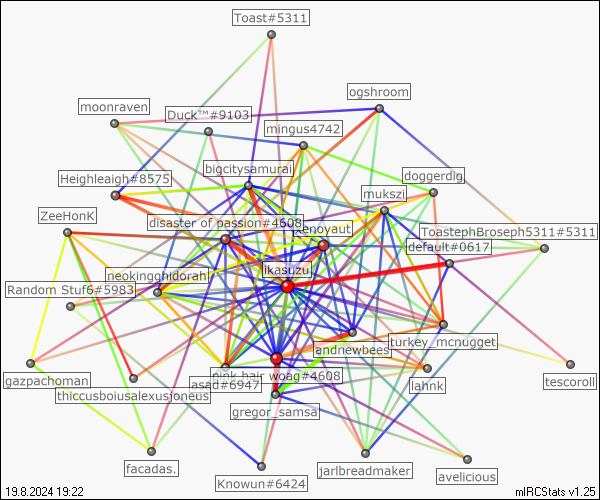 Toast#5311
ogshroom
moonraven
Duck™#9103
mingus4742
bigcitysamurai
Heighleaigh#8575
doggerdig
mukszi
ZeeHonK
disaster of passion#4608
xenoyaut
ToastephBroseph5311#5311
default#0617
ikasuzu
neokingghidorah
Random Stuf6#5983
turkey_mcnugget
andnewbees
gazpachoman
pink hair woag#4608
asad#6947
lahnk
tescoroll
thiccusboiusalexusjoneus
gregor_samsa
facadas.
jarlbreadmaker
Knowun#6424
avelicious
19.8.2024 19:22
mIRCStats v1.25